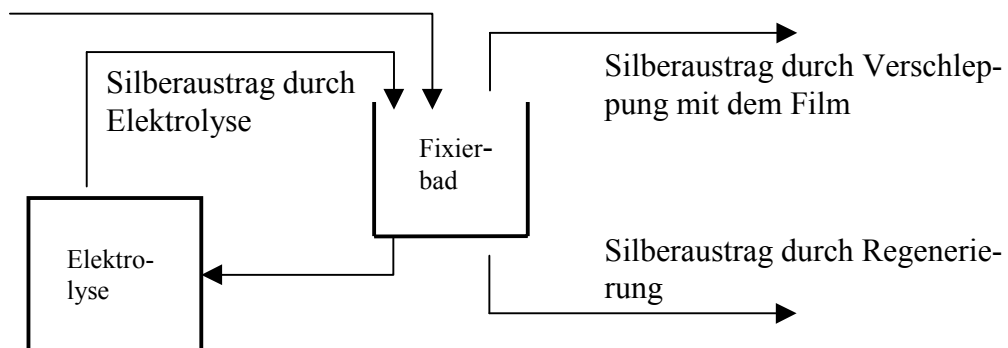 Silberaustrag durch
Elektrolyse
Silberaustrag durch Verschlep-
pung mit dem Film
Fixier-
bad
Elektro-
lyse
Silberaustrag durch Regenerie-
rung